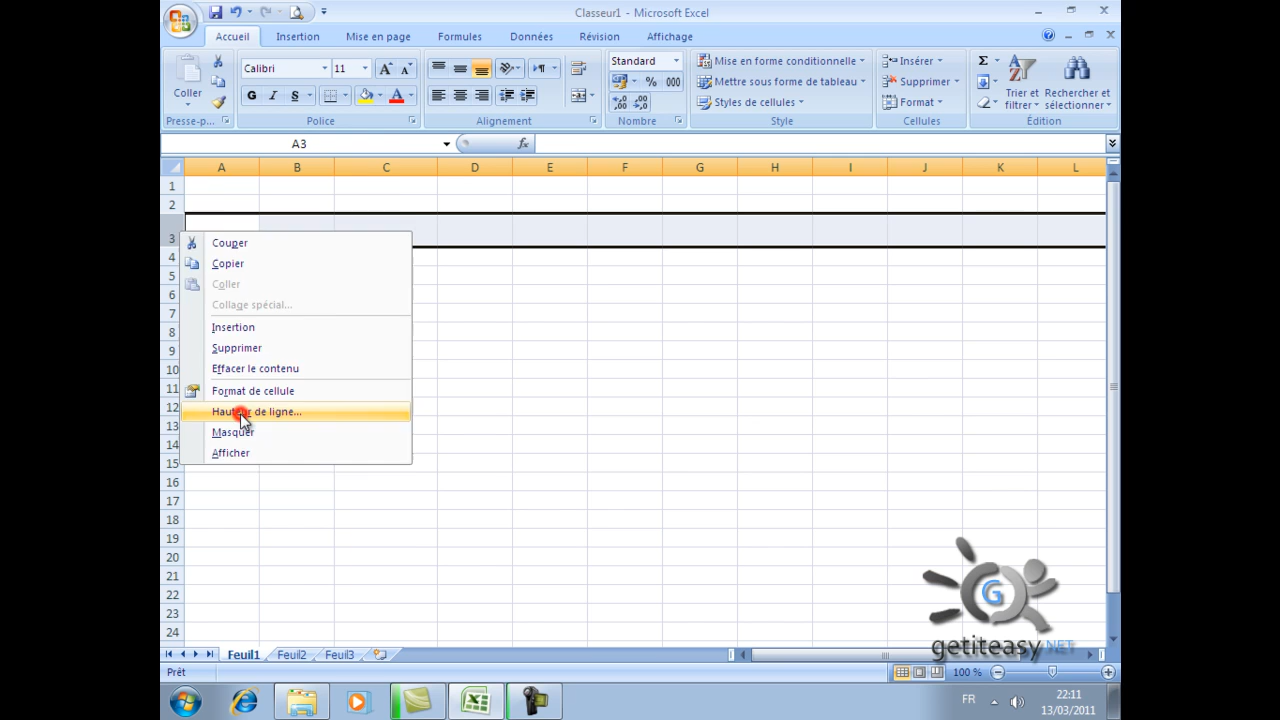 Classeur1 - Microsoft Excel
Accueil Insertion Mise en page Formules Données Révision Affichage
Coller
Presse-p...
Calibri 11
G I S
Police
Alignement
Standard
% 000
Nombre
Mise en forme conditionnelle
Mettre sous forme de tableau
Styles de cellules
Style
Insérer
Supprimer
Format
Cellules
Σ
Trier et filtrer
Rechercher et sélectionner
Édition
A3 fx
A B C D E F G H I J K L
1
2
3
4
5
6
7
8
9
10
11
12
13
14
15
16
17
18
19
20
21
22
23
24
Couper
Copier
Coller
Collage spécial...
Insertion
Supprimer
Effacer le contenu
Format de cellule
Hauteur de ligne...
Masquer
Afficher
G
getiteasy.NET
Feuil1 Feuil2 Feuil3
Prêt 100 %
FR 22:11
13/03/2011